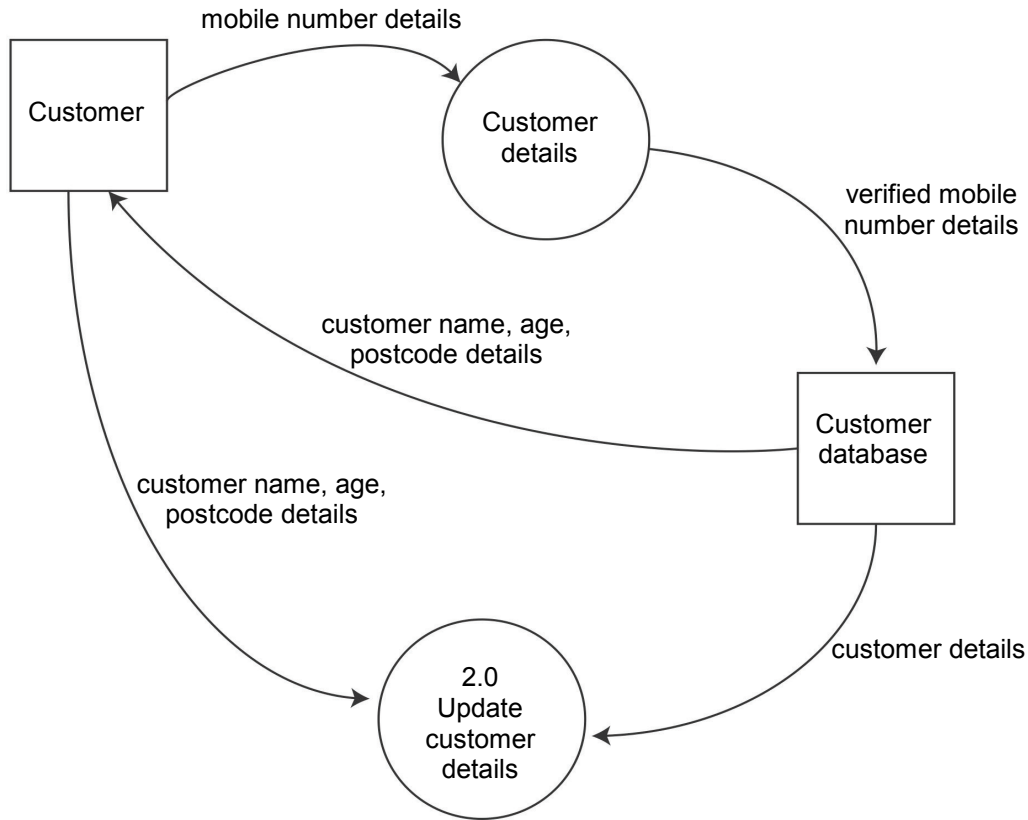 mobile number details
Customer
Customer
details
verified mobile
number details
customer name, age,
postcode details
Customer
database
customer name, age,
postcode details
customer details
2.0
Update
customer
details